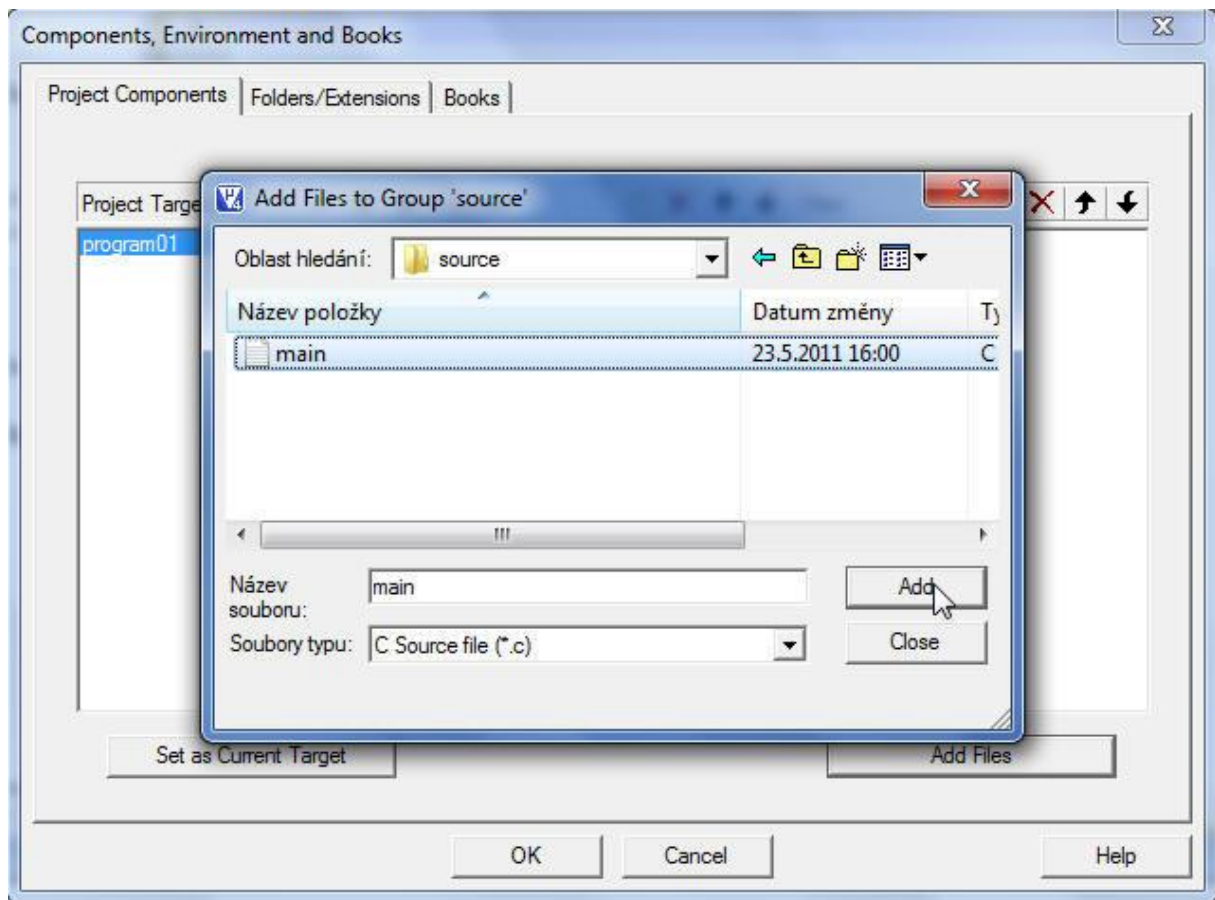 Components, Environment and Books
Project Components Folders/Extensions Books
Project Targe
program01
Add Files to Group 'source'
Oblast hledání: source
Název položky Datum změny Ty
main 23.5.2011 16:00 C
Název souboru: main
Add
Soubory typu: C Source file (*.c)
Close
Set as Current Target Add Files
OK Cancel Help